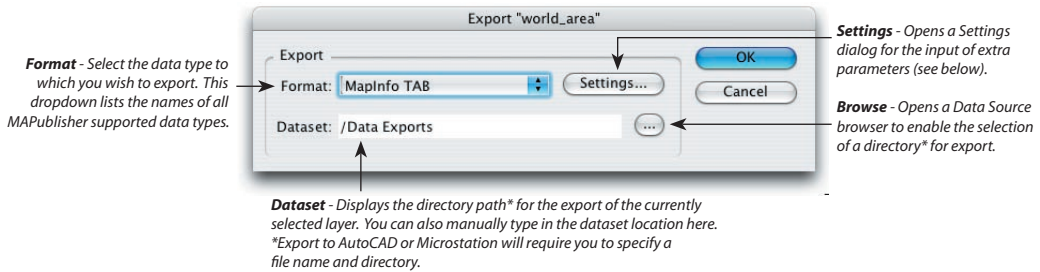 Export "world_area"
Export
Format: MapInfo TAB
Settings...
OK
Cancel
Dataset: /Data Exports
...
Format - Select the data type to
which you wish to export. This
dropdown lists the names of all
MAPublisher supported data types.
Settings - Opens a Settings
dialog for the input of extra
parameters (see below).
Browse - Opens a Data Source
browser to enable the selection
of a directory* for export.
Dataset - Displays the directory path* for the export of the currently
selected layer. You can also manually type in the dataset location here.
*Export to AutoCAD or Microstation will require you to specify a
file name and directory.